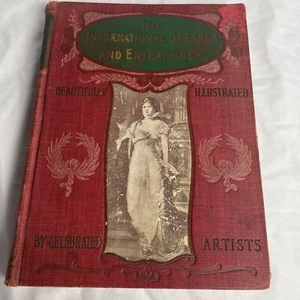 THE
INTERNATIONAL SPEAKER
AND ENTERTAINER
BEAUTIFULLY ILLUSTRATED
BY CELEBRATED ARTISTS